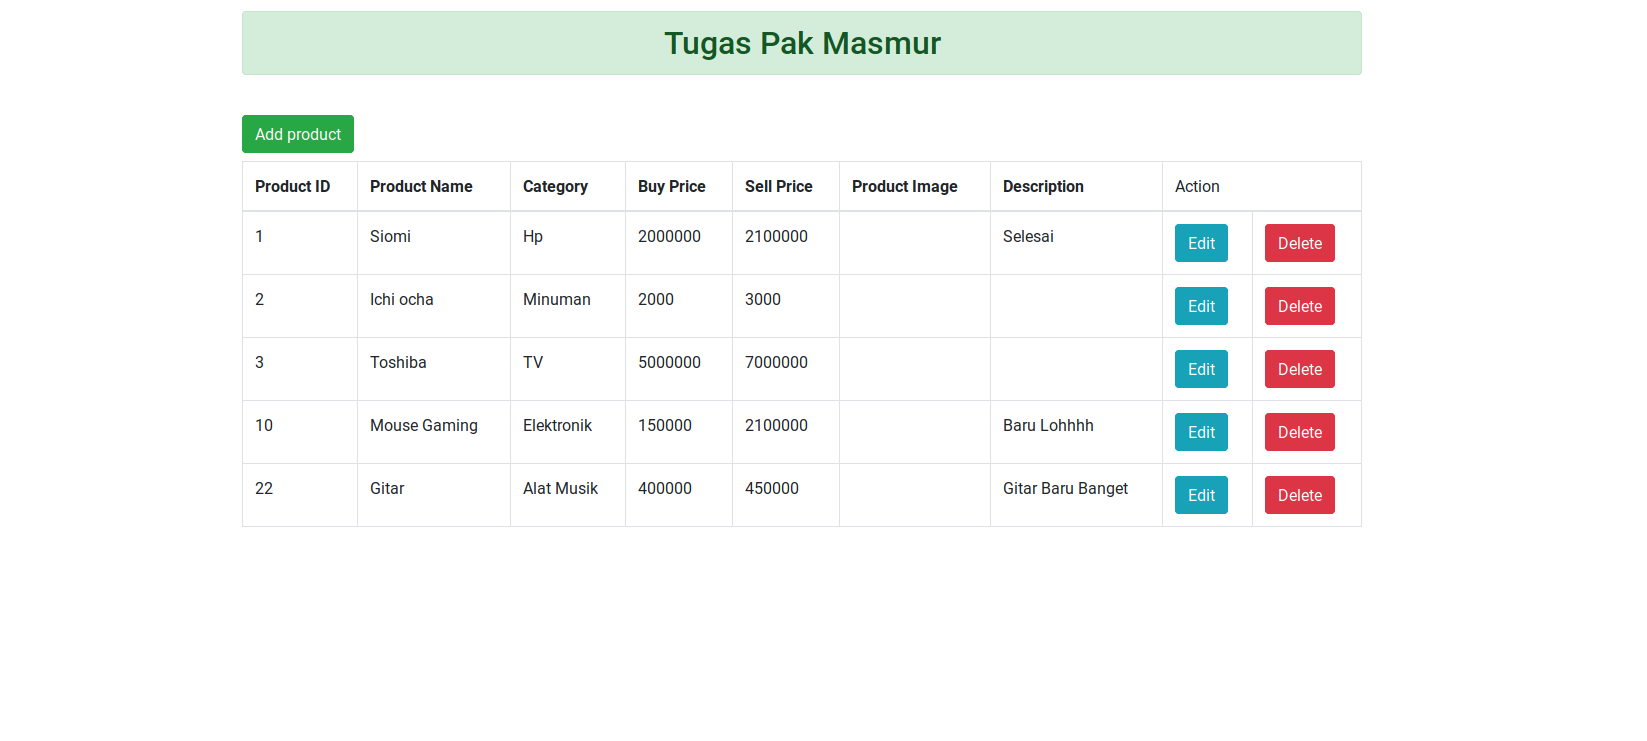 Tugas Pak Masmur
Add product
Product ID Product Name Category Buy Price Sell Price Product Image Description Action
1 Siomi Hp 2000000 2100000 Selesai Edit Delete
2 Ichi ocha Minuman 2000 3000 Edit Delete
3 Toshiba TV 5000000 7000000 Edit Delete
10 Mouse Gaming Elektronik 150000 2100000 Baru Lohhhh Edit Delete
22 Gitar Alat Musik 400000 450000 Gitar Baru Banget Edit Delete